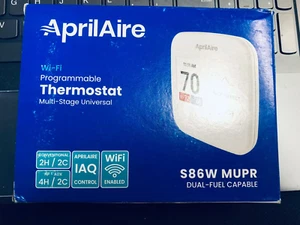 AprilAire
Wi-Fi
Programmable
Thermostat
Multi-Stage Universal
AprilAire
70
CONVENTIONAL
2H / 2C
4H / 2C
APRILAIRE
IAQ
CONTROL
WiFi
ENABLED
S86W MUPR
DUAL-FUEL CAPABLE